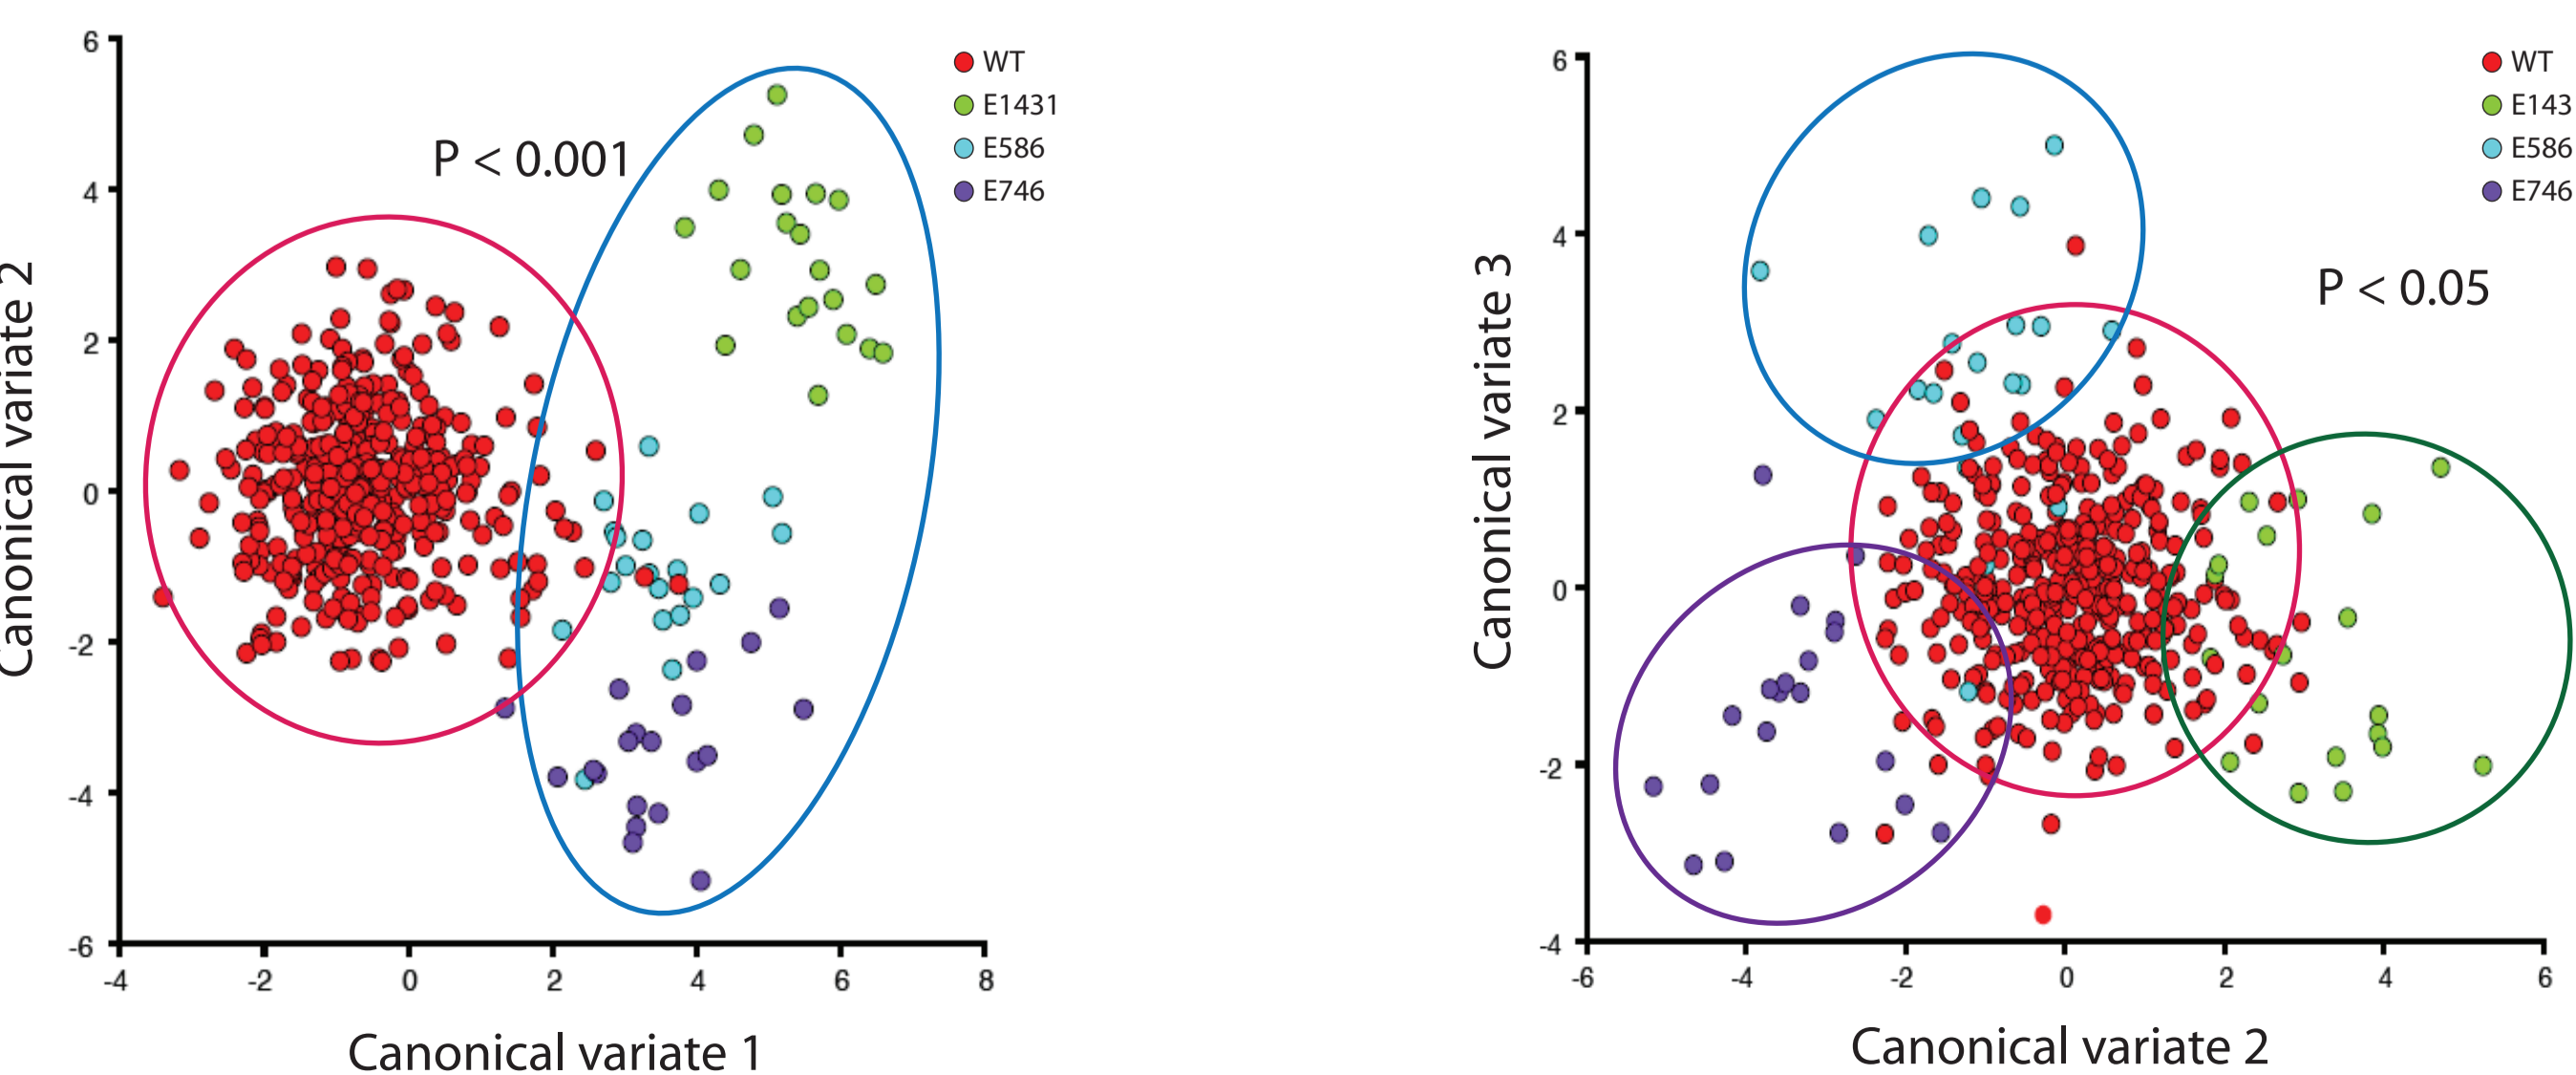 6
4
2
0
-2
-4
-6
-4
-2
0
2
4
6
8
Canonical variate 2
Canonical variate 1
P < 0.001
WT
E1431
E586
E746
6
4
2
0
-2
-4
-6
-4
-2
0
2
4
6
Canonical variate 3
Canonical variate 2
P < 0.05
WT
E143
E586
E746